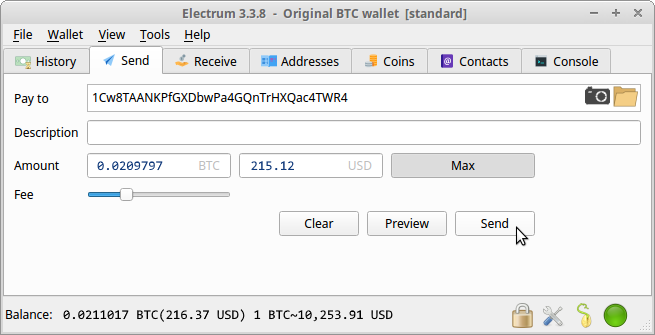 Electrum 3.3.8 - Original BTC wallet [standard]
File Wallet View Tools Help
History Send Receive Addresses Coins Contacts Console
Pay to 1Cw8TAANKPfGXDbwPa4GQnTrHXQac4TWR4
Description
Amount 0.0209797 BTC 215.12 USD Max
Fee
Clear Preview Send
Balance: 0.0211017 BTC(216.37 USD) 1 BTC~10,253.91 USD